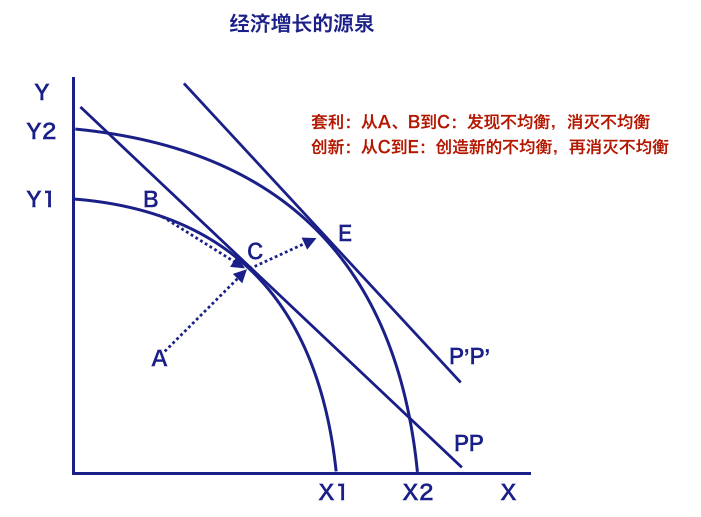 经济增长的源泉
Y
套利：从A、B到C：发现不均衡，消灭不均衡
Y2
创新：从C到E：创造新的不均衡，再消灭不均衡
Y1
B
E
C
A
P’P’
PP
X1
X2
X